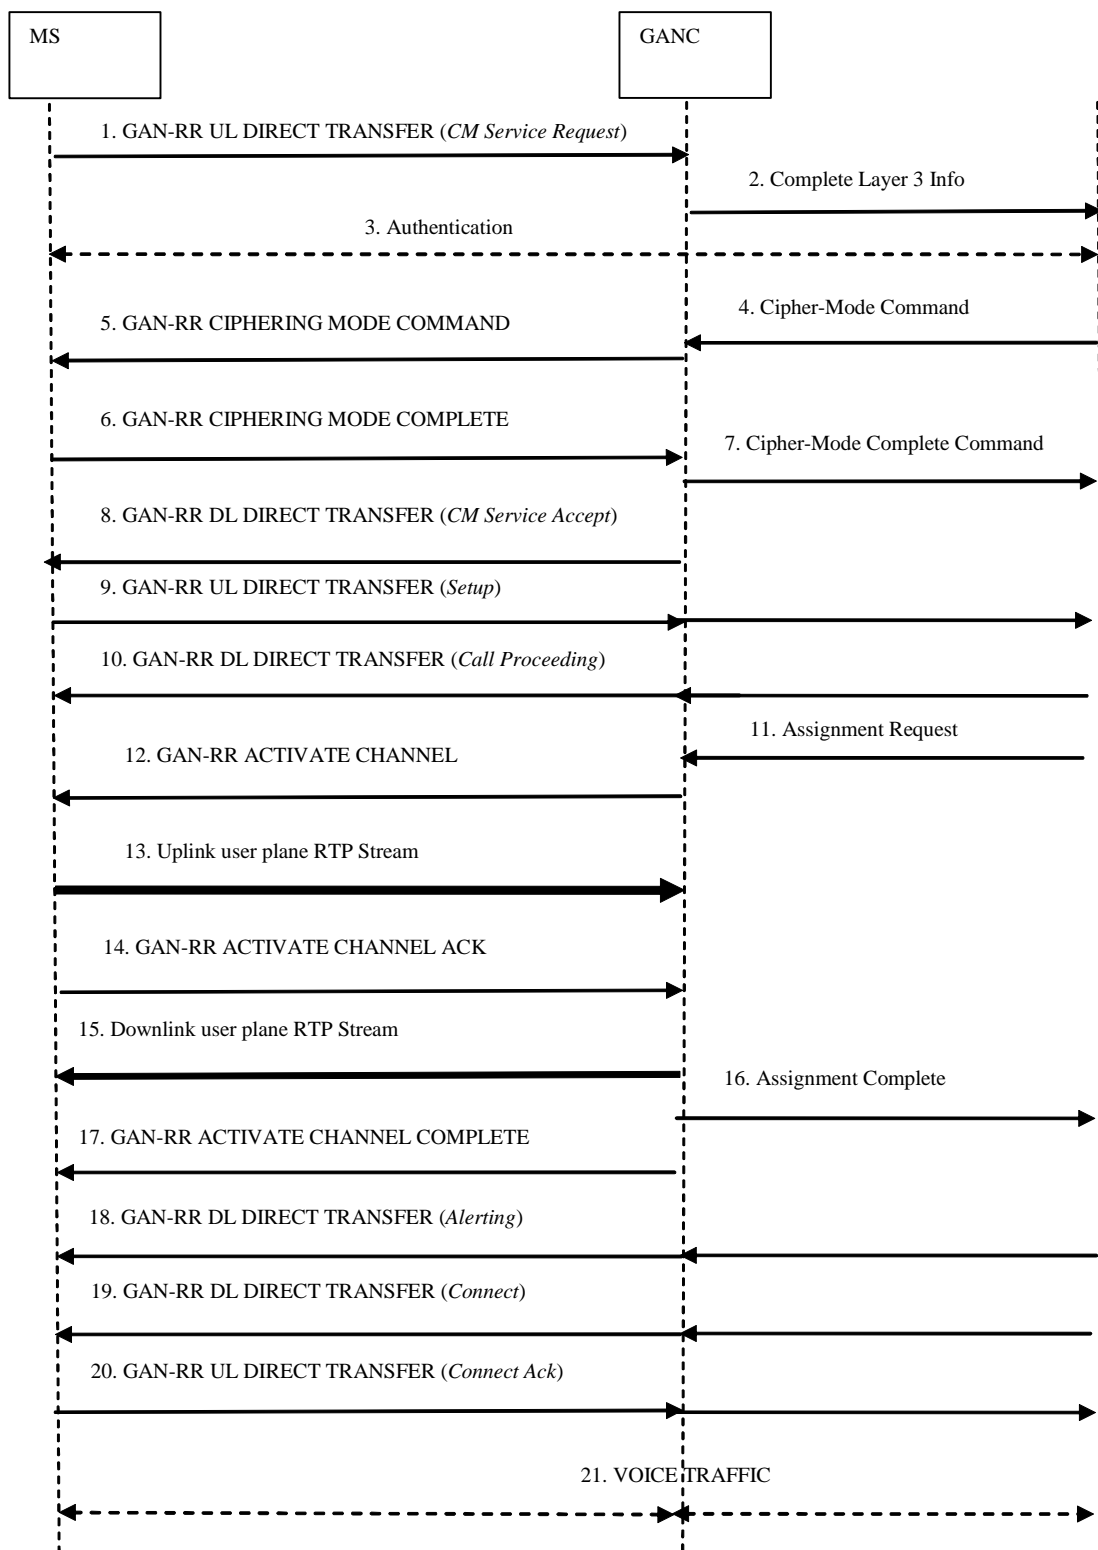 MS
GANC
1. GAN-RR UL DIRECT TRANSFER (CM Service Request)
2. Complete Layer 3 Info
3. Authentication
4. Cipher-Mode Command
5. GAN-RR CIPHERING MODE COMMAND
6. GAN-RR CIPHERING MODE COMPLETE
7. Cipher-Mode Complete Command
8. GAN-RR DL DIRECT TRANSFER (CM Service Accept)
9. GAN-RR UL DIRECT TRANSFER (Setup)
10. GAN-RR DL DIRECT TRANSFER (Call Proceeding)
11. Assignment Request
12. GAN-RR ACTIVATE CHANNEL
13. Uplink user plane RTP Stream
14. GAN-RR ACTIVATE CHANNEL ACK
15. Downlink user plane RTP Stream
16. Assignment Complete
17. GAN-RR ACTIVATE CHANNEL COMPLETE
18. GAN-RR DL DIRECT TRANSFER (Alerting)
19. GAN-RR DL DIRECT TRANSFER (Connect)
20. GAN-RR UL DIRECT TRANSFER (Connect Ack)
21. VOICE TRAFFIC